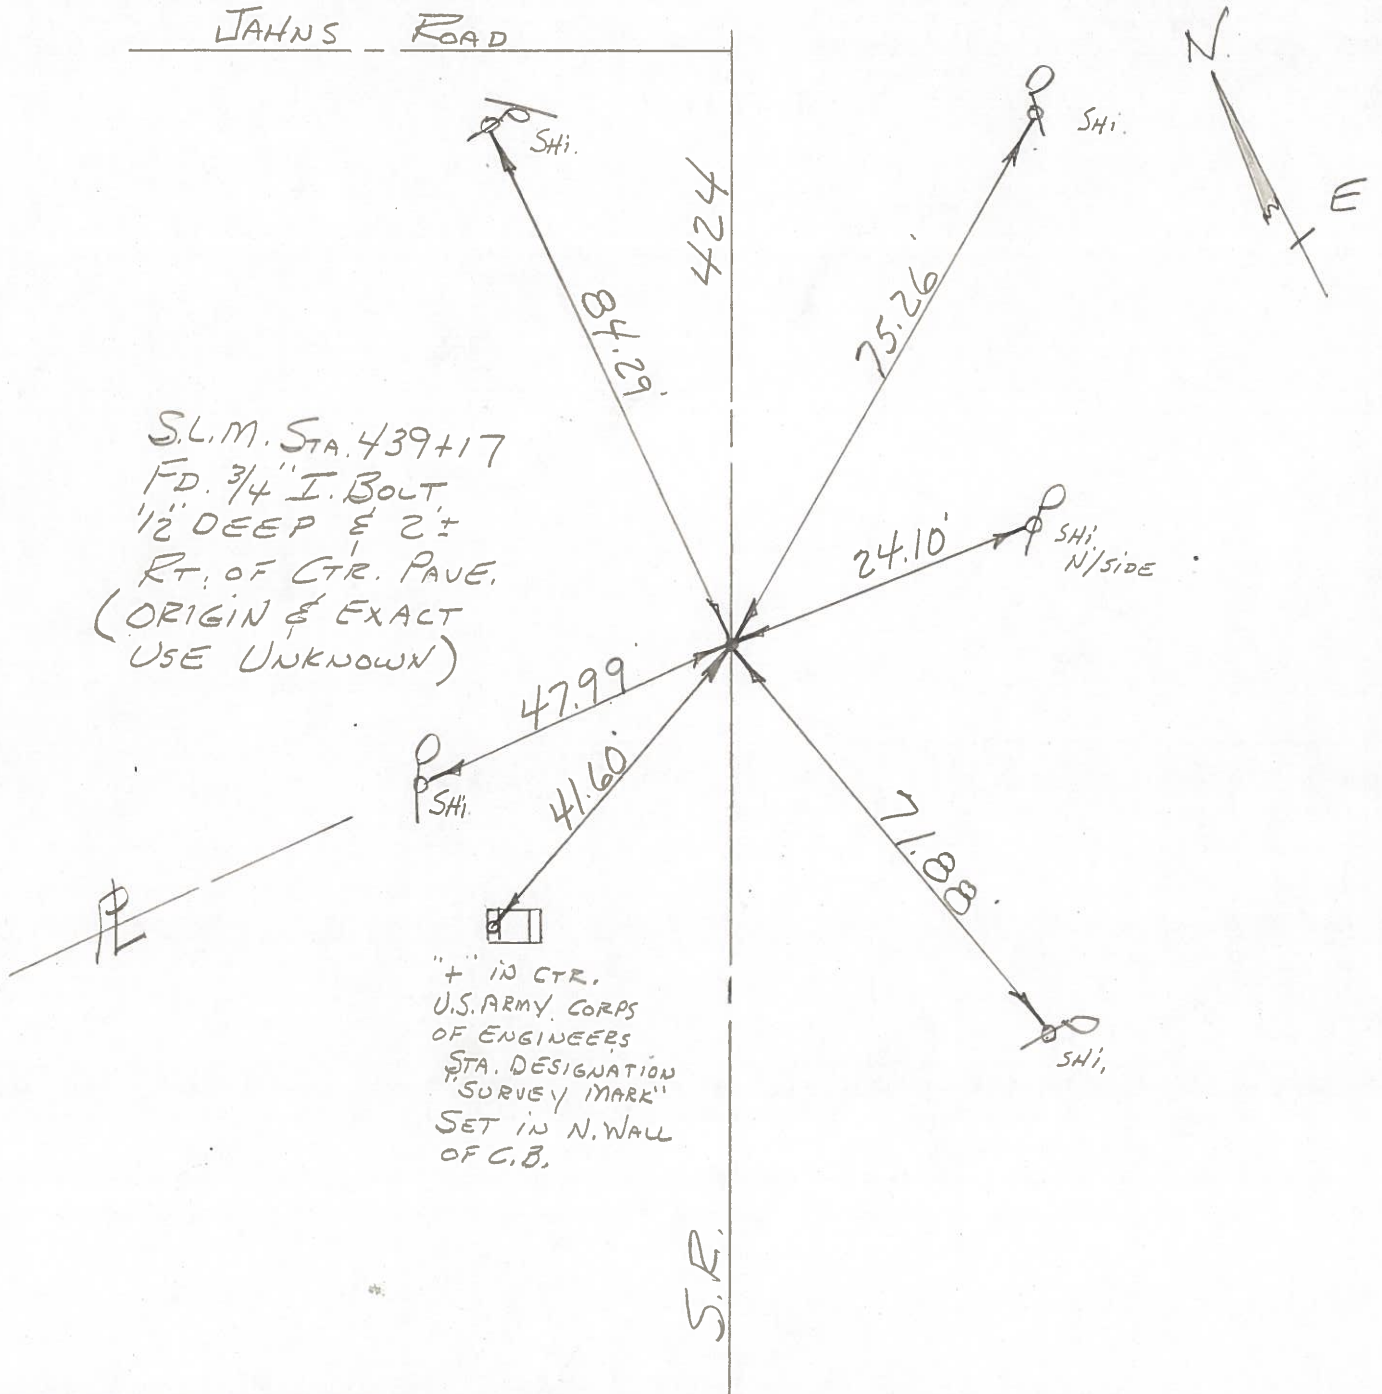 JAHNS - ROAD
N.
E
SHI.
SHI.
424
84.29'
75.26'
S.L.M. STA. 439+17
FD. 3/4" I. BOLT
1/2" DEEP & 2'±
RT. OF CTR. PAVE.
(ORIGIN & EXACT
USE UNKNOWN)
24.10'
SHI.
N/SIDE
47.99
SHI.
41.60'
71.88'
PL
"+" IN CTR.
U.S. ARMY CORPS
OF ENGINEERS
STA. DESIGNATION
"SURVEY MARK"
SET IN N. WALL
OF C.B.
SHI.
S.R.